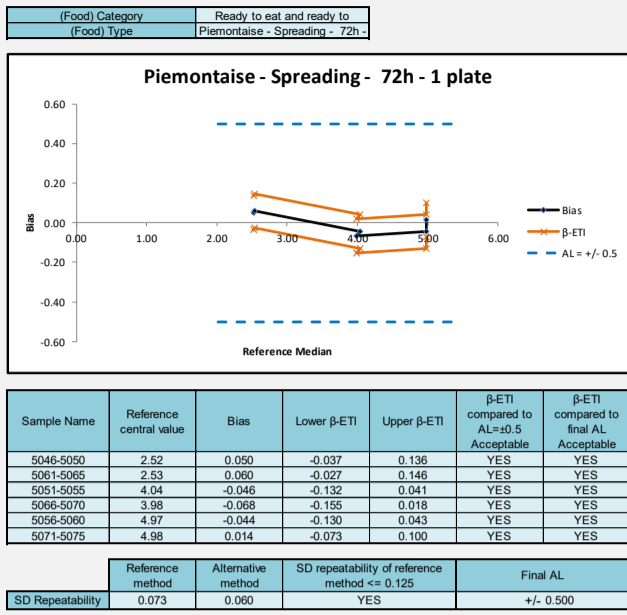 (Food) Category Ready to eat and ready to
(Food) Type Piemontaise - Spreading - 72h -
Piemontaise - Spreading - 72h - 1 plate
0.60
0.40
0.20
0.00
-0.20
-0.40
-0.60
0.00 1.00 2.00 3.00 4.00 5.00 6.00
Bias
Reference Median
Bias
β-ETI
AL = +/- 0.5
Sample Name Reference central value Bias Lower β-ETI Upper β-ETI β-ETI compared to AL=±0.5 Acceptable β-ETI compared to final AL Acceptable
5046-5050 2.52 0.050 -0.037 0.136 YES YES
5061-5065 2.53 0.060 -0.027 0.146 YES YES
5051-5055 4.04 -0.046 -0.132 0.041 YES YES
5066-5070 3.98 -0.068 -0.155 0.018 YES YES
5056-5060 4.97 -0.044 -0.130 0.043 YES YES
5071-5075 4.98 0.014 -0.073 0.100 YES YES
Reference method Alternative method SD repeatability of reference method <= 0.125 Final AL
SD Repeatability 0.073 0.060 YES +/- 0.500